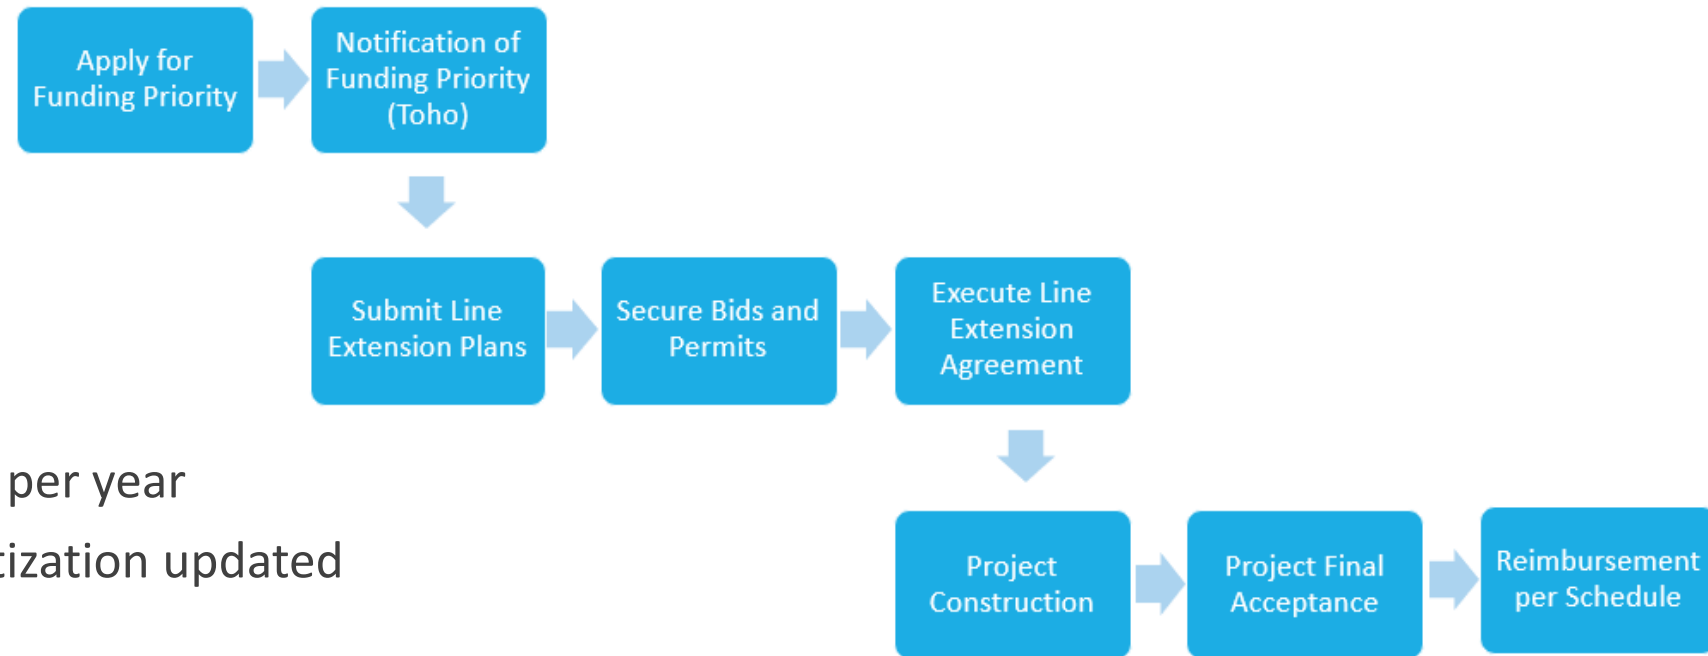 Apply for
Funding Priority
Notification of
Funding Priority
(Toho)
Submit Line
Extension Plans
Secure Bids and
Permits
Execute Line
Extension
Agreement
per year
updated
Project
Construction
Project Final
Acceptance
Reimbursement
per Schedule